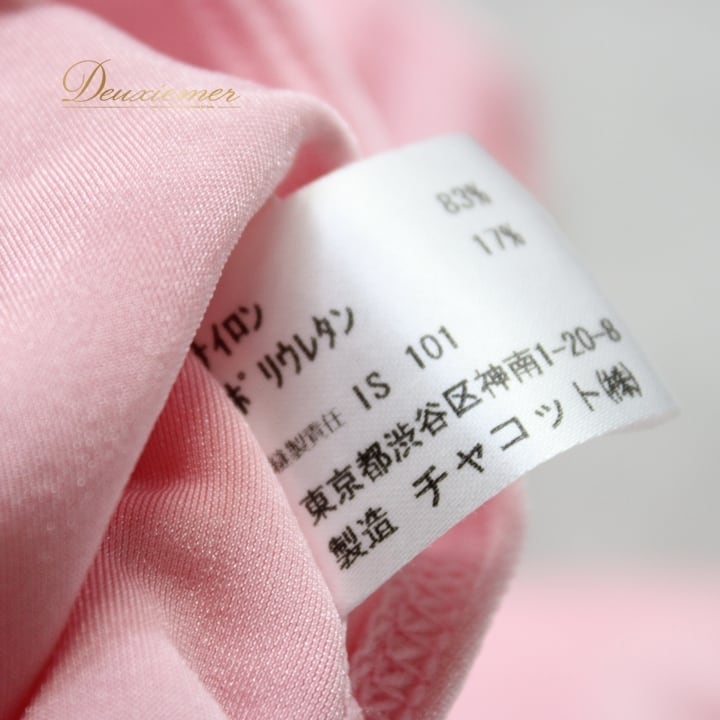 Deuxiemer
ナイロン 83%
ポリウレタン 17%
縫製責任 IS 101
東京都渋谷区神南1-20-8
製造 チャコット㈱